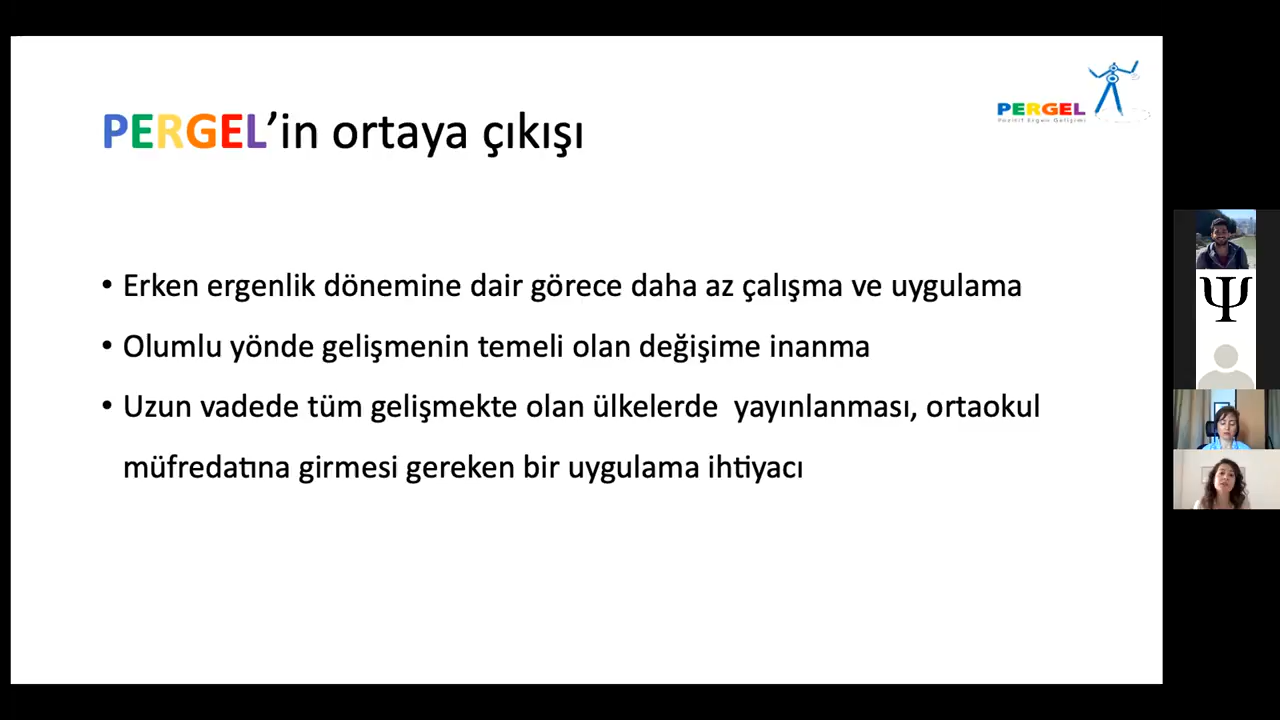 PERGEL'in ortaya çıkışı
PERGEL
Pozitif Ergen Gelişimi
• Erken ergenlik dönemine dair görece daha az çalışma ve uygulama
• Olumlu yönde gelişmenin temeli olan değişime inanma
• Uzun vadede tüm gelişmekte olan ülkelerde yayınlanması, ortaokul
müfredatına girmesi gereken bir uygulama ihtiyacı
Ψ